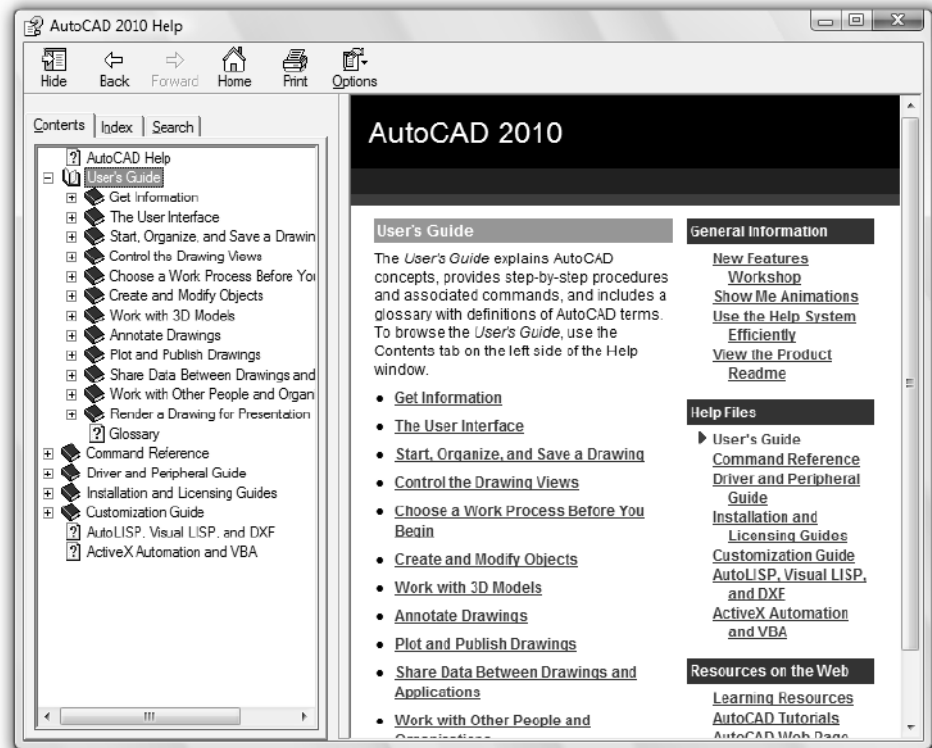 AutoCAD 2010 Help
Hide Back Forward Home Print Options
Contents Index Search
AutoCAD Help
User's Guide
Get Information
The User Interface
Start, Organize, and Save a Drawin
Control the Drawing Views
Choose a Work Process Before You
Create and Modify Objects
Work with 3D Models
Annotate Drawings
Plot and Publish Drawings
Share Data Between Drawings and
Work with Other People and Organ
Render a Drawing for Presentation
Glossary
Command Reference
Driver and Peripheral Guide
Installation and Licensing Guides
Customization Guide
AutoLISP, Visual LISP, and DXF
ActiveX Automation and VBA
AutoCAD 2010
User's Guide
The User's Guide explains AutoCAD
concepts, provides step-by-step procedures
and associated commands, and includes a
glossary with definitions of AutoCAD terms.
To browse the User's Guide, use the
Contents tab on the left side of the Help
window.
• Get Information
• The User Interface
• Start, Organize, and Save a Drawing
• Control the Drawing Views
• Choose a Work Process Before You
Begin
• Create and Modify Objects
• Work with 3D Models
• Annotate Drawings
• Plot and Publish Drawings
• Share Data Between Drawings and
Applications
• Work with Other People and
Organizations
General Information
New Features
Workshop
Show Me Animations
Use the Help System
Efficiently
View the Product
Readme
Help Files
User's Guide
Command Reference
Driver and Peripheral
Guide
Installation and
Licensing Guides
Customization Guide
AutoLISP, Visual LISP,
and DXF
ActiveX Automation
and VBA
Resources on the Web
Learning Resources
AutoCAD Tutorials
AutoCAD Web Page